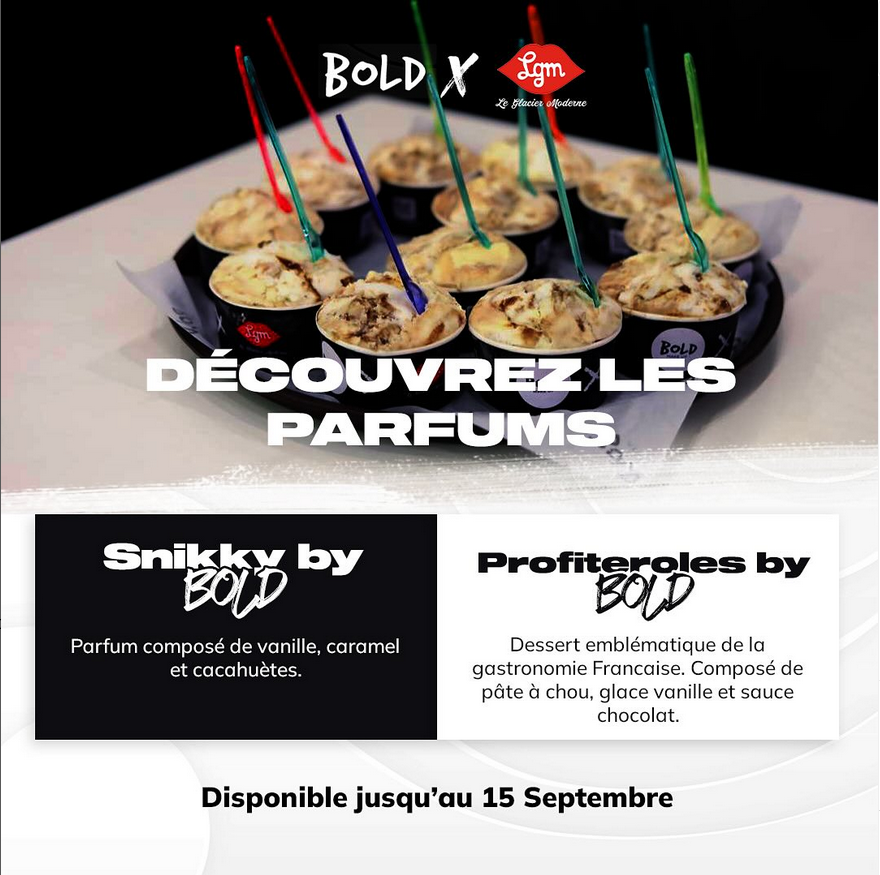 BOLD X Lgm
Le Glacier Moderne
Lgm
BOLD
DÉCOUVREZ LES
PARFUMS
Snikky by
BOLD
Parfum composé de vanille, caramel
et cacahuètes.
Profiteroles by
BOLD
Dessert emblématique de la
gastronomie Francaise. Composé de
pâte à chou, glace vanille et sauce
chocolat.
Disponible jusqu’au 15 Septembre